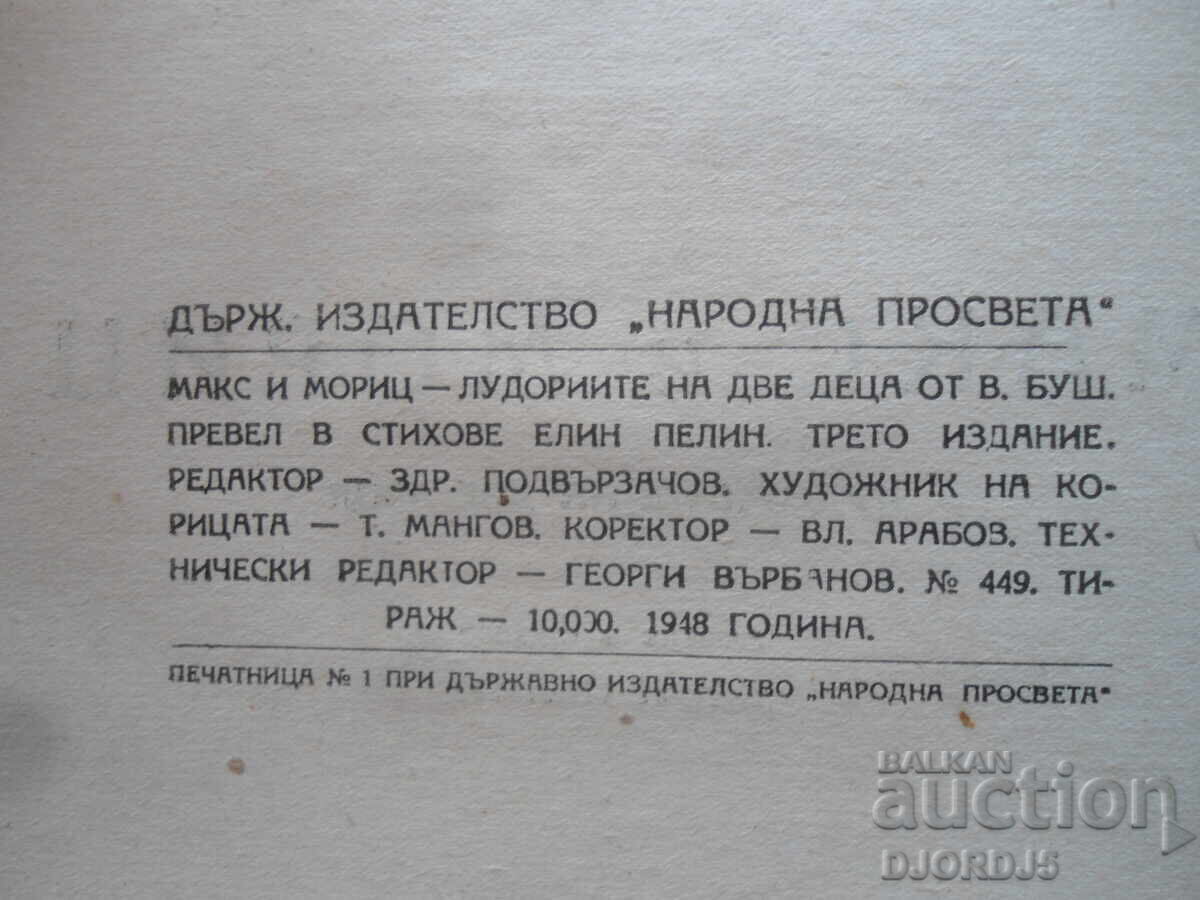 ДЪРЖ. ИЗДАТЕЛСТВО „НАРОДНА ПРОСВЕТА“
МАКС И МОРИЦ — ЛУДОРИИТЕ НА ДВЕ ДЕЦА ОТ В. БУШ.
ПРЕВЕЛ В СТИХОВЕ ЕЛИН ПЕЛИН. ТРЕТО ИЗДАНИЕ.
РЕДАКТОР — ЗДР. ПОДВЪРЗАЧОВ. ХУДОЖНИК НА КО-
РИЦАТА — Т. МАНГОВ. КОРЕКТОР — ВЛ. АРАБОВ. ТЕХ-
НИЧЕСКИ РЕДАКТОР — ГЕОРГИ ВЪРБАНОВ. № 449. ТИ-
РАЖ — 10,000. 1948 ГОДИНА.
ПЕЧАТНИЦА № 1 ПРИ ДЪРЖАВНО ИЗДАТЕЛСТВО „НАРОДНА ПРОСВЕТА“
BALKAN
auction
DJORDJ5